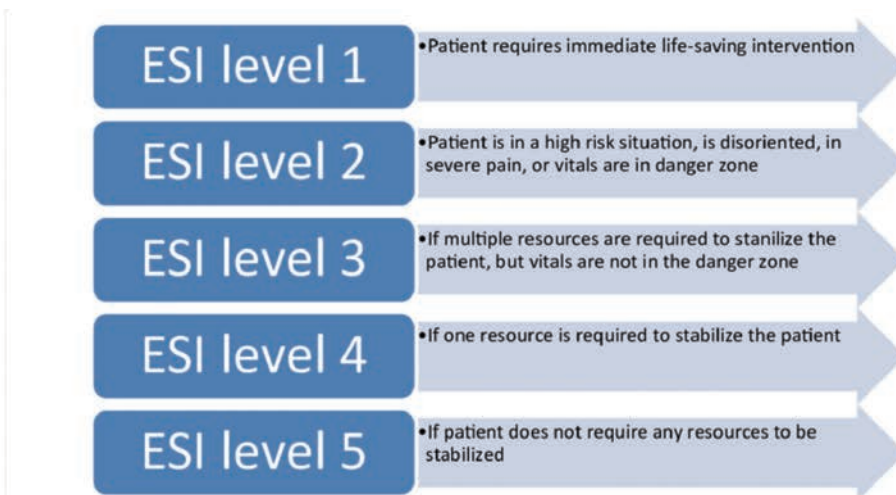 ESI level 1
•Patient requires immediate life-saving intervention
ESI level 2
•Patient is in a high risk situation, is disoriented, in
severe pain, or vitals are in danger zone
ESI level 3
•If multiple resources are required to stanilize the
patient, but vitals are not in the danger zone
ESI level 4
•If one resource is required to stabilize the patient
ESI level 5
•If patient does not require any resources to be
stabilized